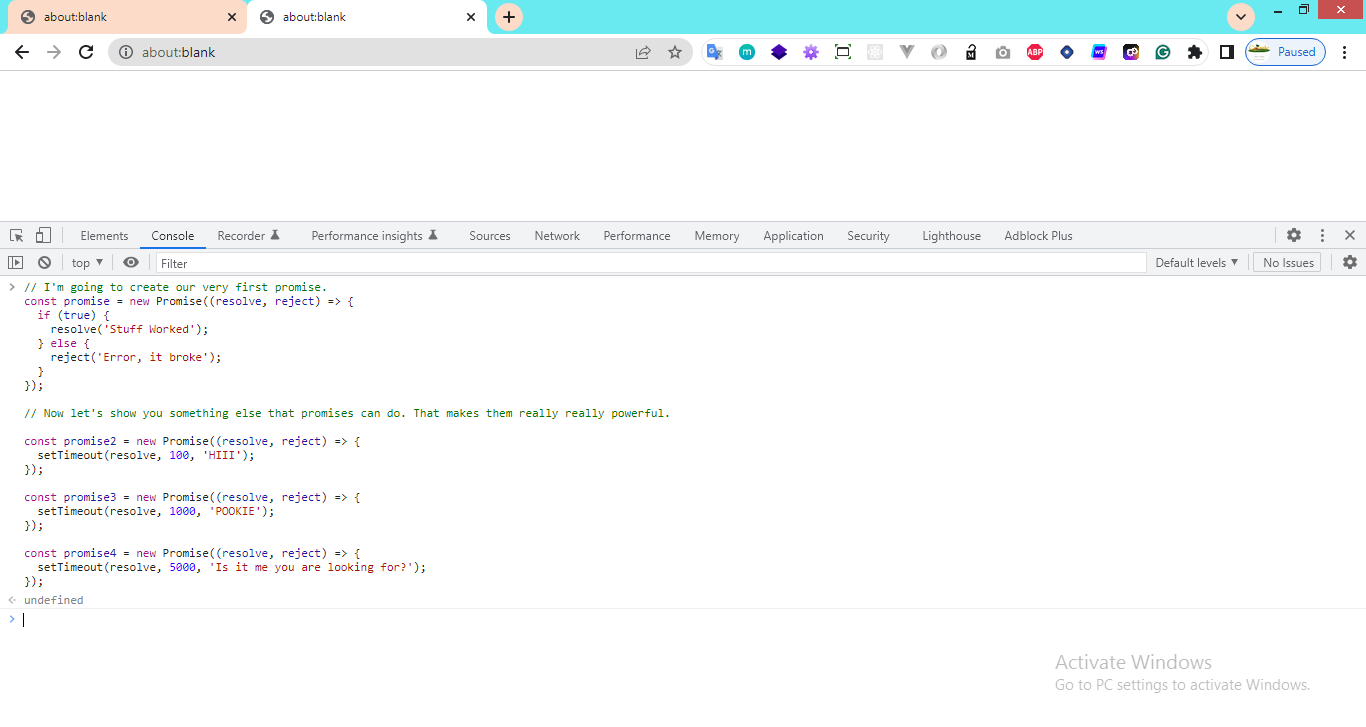 about:blank
about:blank
about:blank
m
M
ABP
WS
G
Paused
Elements Console Recorder Performance insights Sources Network Performance Memory Application Security Lighthouse Adblock Plus
top ▼ Filter Default levels ▼ No Issues
> // I'm going to create our very first promise.
const promise = new Promise((resolve, reject) => {
  if (true) {
    resolve('Stuff Worked');
  } else {
    reject('Error, it broke');
  }
});
// Now let's show you something else that promises can do. That makes them really really powerful.
const promise2 = new Promise((resolve, reject) => {
  setTimeout(resolve, 100, 'HIII');
});
const promise3 = new Promise((resolve, reject) => {
  setTimeout(resolve, 1000, 'POOKIE');
});
const promise4 = new Promise((resolve, reject) => {
  setTimeout(resolve, 5000, 'Is it me you are looking for?');
});
undefined
>
Activate Windows
Go to PC settings to activate Windows.